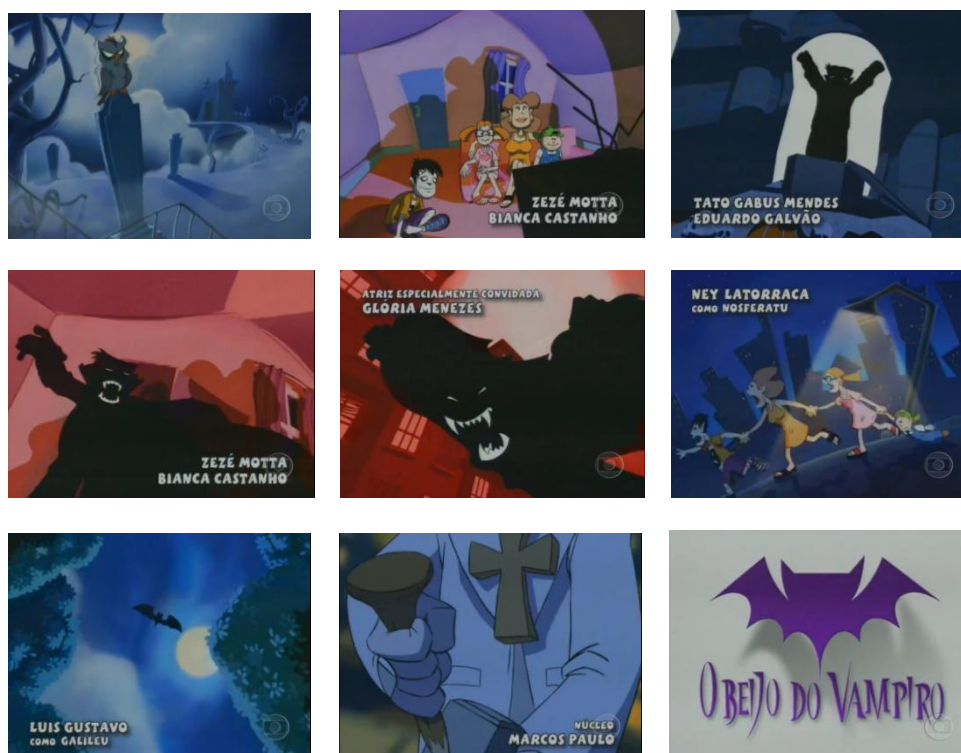 ZEZÉ MOTTA
BIANCA CASTANHO
TATO GABUS MENDES
EDUARDO GALVÃO
ZEZÉ MOTTA
BIANCA CASTANHO
ATRIZ ESPECIALMENTE CONVIDADA
GLÓRIA MENEZES
NEY LATORRACA
COMO NOSFERATU
LUIS GUSTAVO
COMO GALILEU
NÚCLEO
MARCOS PAULO
O BEIJO DO VAMPIRO